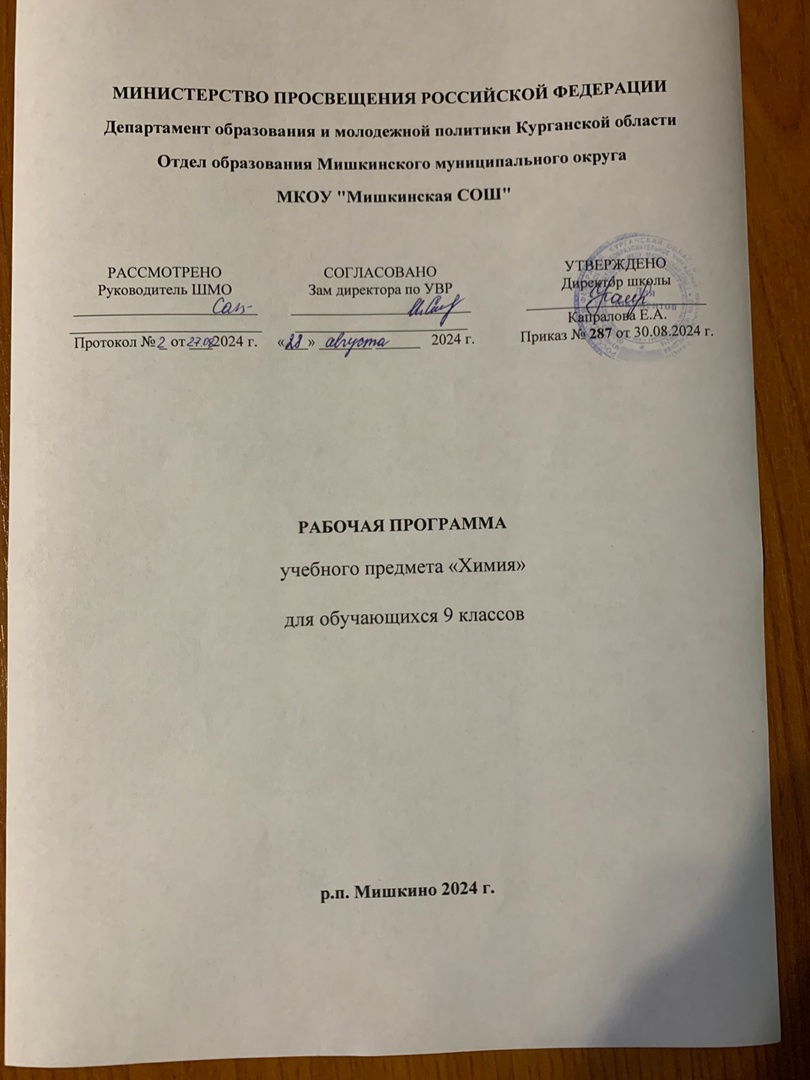 МИНИСТЕРСТВО ПРОСВЕЩЕНИЯ РОССИЙСКОЙ ФЕДЕРАЦИИ
Департамент образования и молодежной политики Курганской области
Отдел образования Мишкинского муниципального округа
МКОУ "Мишкинская СОШ"
РАССМОТРЕНО
Руководитель ШМО
Протокол №2 от 27.08 2024 г.
СОГЛАСОВАНО
Зам директора по УВР
«28» августа 2024 г.
УТВЕРЖДЕНО
Директор школы
Капралова Е.А.
Приказ № 287 от 30.08.2024 г.
РАБОЧАЯ ПРОГРАММА
учебного предмета «Химия»
для обучающихся 9 классов
р.п. Мишкино 2024 г.